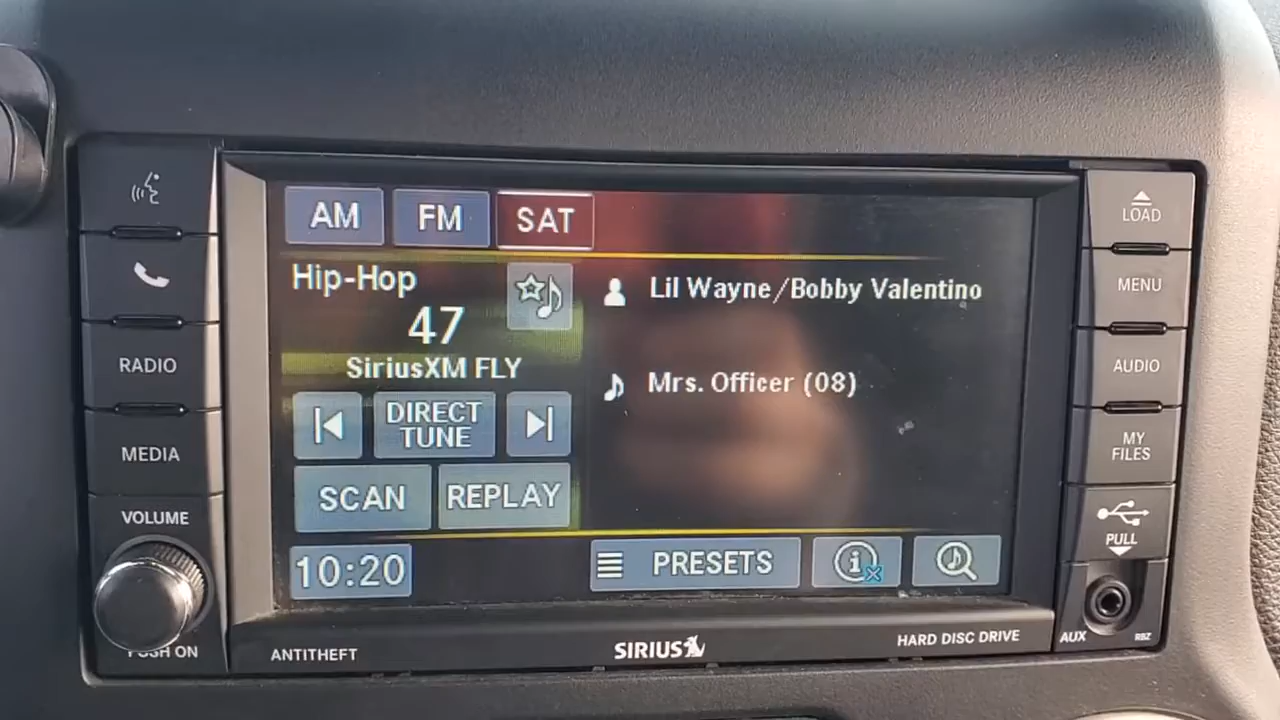 AM
FM
SAT
LOAD
Hip-Hop
47
SiriusXM FLY
Lil Wayne/Bobby Valentino
Mrs. Officer (08)
DIRECT
TUNE
SCAN
REPLAY
10:20
PRESETS
RADIO
MEDIA
VOLUME
PUSH ON
MENU
AUDIO
MY
FILES
PULL
AUX
RBZ
ANTITHEFT
SIRIUS
HARD DISC DRIVE